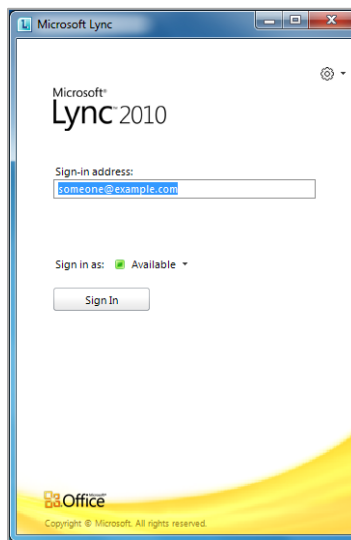 Microsoft Lync
Microsoft®
Lync™ 2010
Sign-in address:
someone@example.com
Sign in as: Available
Sign In
Microsoft®
Office
Copyright © Microsoft. All rights reserved.